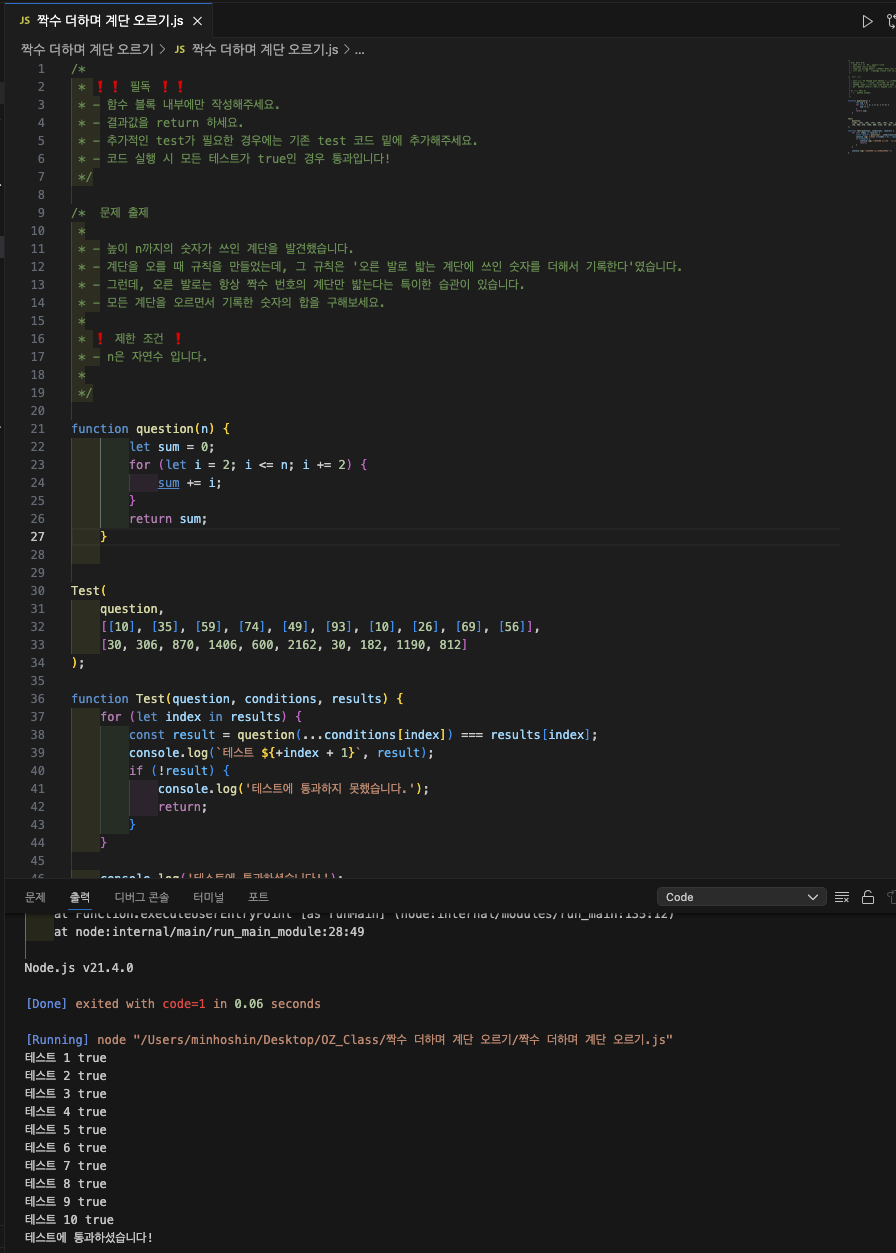 JS 짝수 더하며 계단 오르기.js ×
짝수 더하며 계단 오르기 > JS 짝수 더하며 계단 오르기.js > ...
1 /*
2 * ❗❗ 필독 ❗❗
3 * - 함수 블록 내부에만 작성해주세요.
4 * - 결과값을 return 하세요.
5 * - 추가적인 test가 필요한 경우에는 기존 test 코드 밑에 추가해주세요.
6 * - 코드 실행 시 모든 테스트가 true인 경우 통과입니다!
7 */
8
9 /* 문제 출제
10 *
11 * - 높이 n까지의 숫자가 쓰인 계단을 발견했습니다.
12 * - 계단을 오를 때 규칙을 만들었는데, 그 규칙은 '오른 발로 밟는 계단에 쓰인 숫자를 더해서 기록한다'였습니다.
13 * - 그런데, 오른 발로는 항상 짝수 번호의 계단만 밟는다는 특이한 습관이 있습니다.
14 * - 모든 계단을 오르면서 기록한 숫자의 합을 구해보세요.
15 *
16 * ❗ 제한 조건 ❗
17 * - n은 자연수 입니다.
18 *
19 */
20
21 function question(n) {
22 let sum = 0;
23 for (let i = 2; i <= n; i += 2) {
24 sum += i;
25 }
26 return sum;
27 }
28
29
30 Test(
31 question,
32 [[10], [35], [59], [74], [49], [93], [10], [26], [69], [56]],
33 [30, 306, 870, 1406, 600, 2162, 30, 182, 1190, 812]
34 );
35
36 function Test(question, conditions, results) {
37 for (let index in results) {
38 const result = question(...conditions[index]) === results[index];
39 console.log(`테스트 ${+index + 1}`, result);
40 if (!result) {
41 console.log('테스트에 통과하지 못했습니다.');
42 return;
43 }
44 }
45
46 console.log('테스트에 통과하셨습니다!');
문제 출력 디버그 콘솔 터미널 포트 Code
at Function.executeUserEntryPoint [as runMain] (node:internal/modules/run_main:135:12)
at node:internal/main/run_main_module:28:49
Node.js v21.4.0
[Done] exited with code=1 in 0.06 seconds
[Running] node "/Users/minhoshin/Desktop/OZ_Class/짝수 더하며 계단 오르기/짝수 더하며 계단 오르기.js"
테스트 1 true
테스트 2 true
테스트 3 true
테스트 4 true
테스트 5 true
테스트 6 true
테스트 7 true
테스트 8 true
테스트 9 true
테스트 10 true
테스트에 통과하셨습니다!